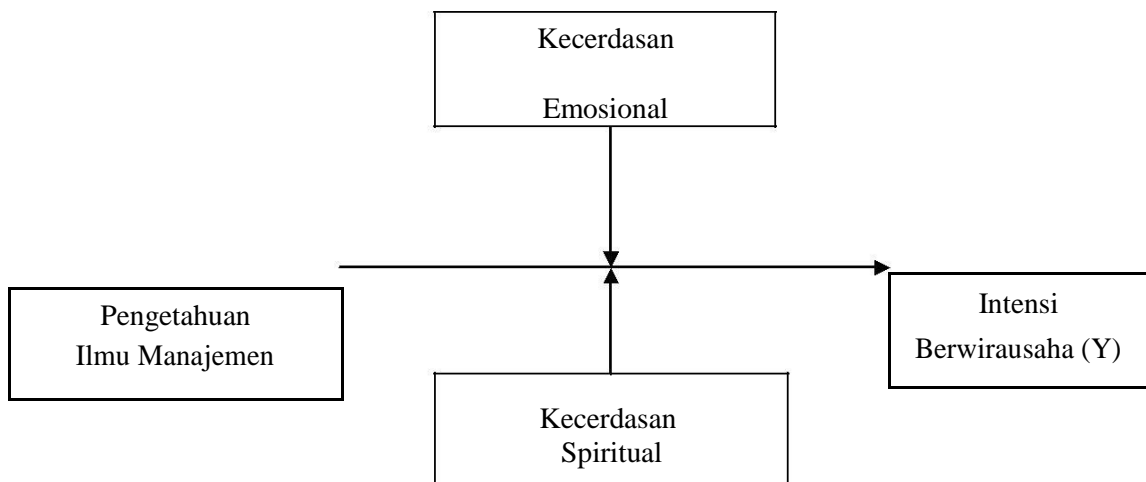 Kecerdasan
Emosional
Pengetahuan
Ilmu Manajemen
Intensi
Berwirausaha (Y)
Kecerdasan
Spiritual